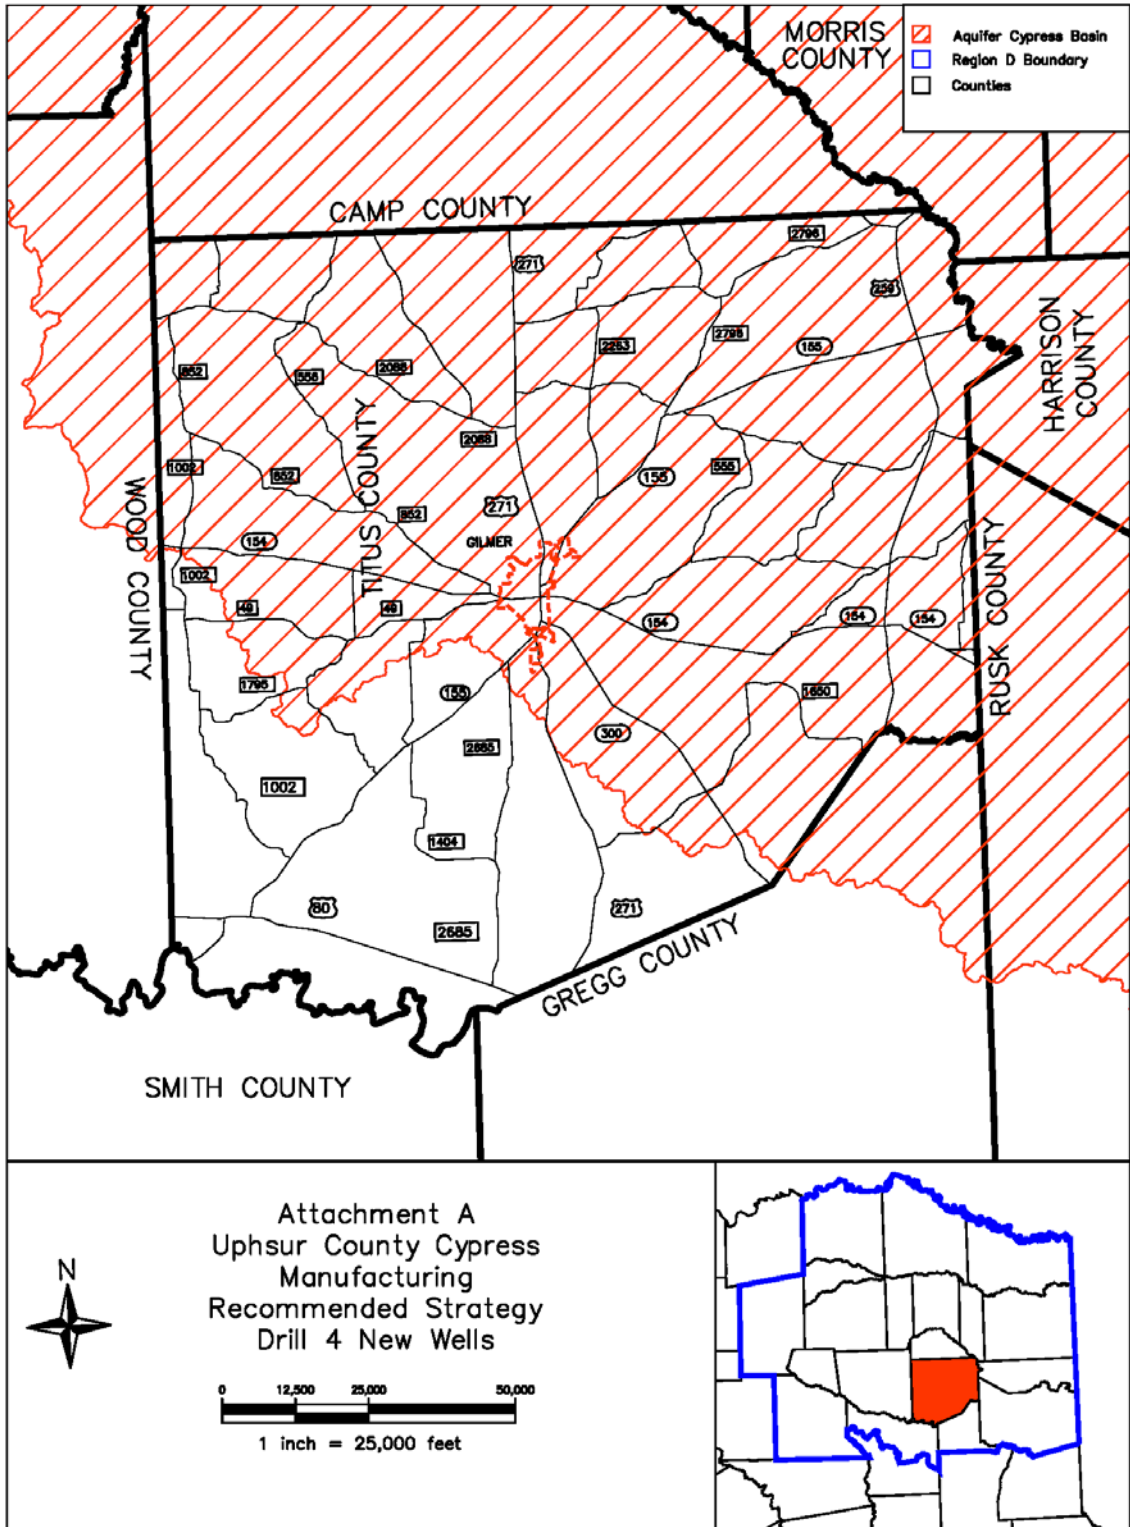 MORRIS
COUNTY
Aquifer Cypress Basin
Region D Boundary
Counties
CAMP COUNTY
2796
271
259
HARRISON
COUNTY
2263
2796
155
852
556
2088
2088
TITUS COUNTY
1002
852
155
555
WOOD COUNTY
852
271
GILMER
154
RUSK COUNTY
1002
49
49
154
154
154
1795
155
1650
300
2685
1002
1404
80
2685
271
GREGG COUNTY
SMITH COUNTY
Attachment A
Uphsur County Cypress
Manufacturing
Recommended Strategy
Drill 4 New Wells
N
0 12,500 25,000 50,000
1 inch = 25,000 feet